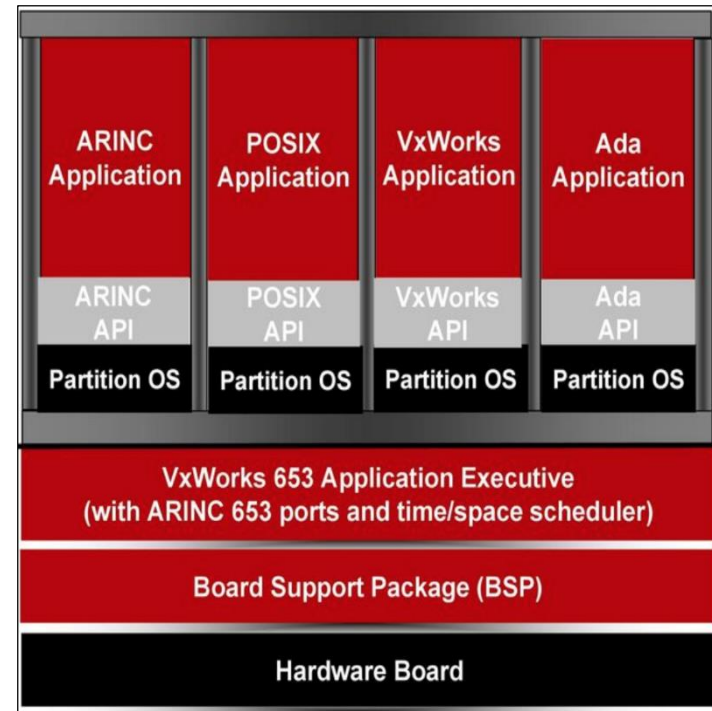 ARINC
Application
POSIX
Application
VxWorks
Application
Ada
Application
ARINC
API
POSIX
API
VxWorks
API
Ada
API
Partition OS
Partition OS
Partition OS
Partition OS
VxWorks 653 Application Executive
(with ARINC 653 ports and time/space scheduler)
Board Support Package (BSP)
Hardware Board